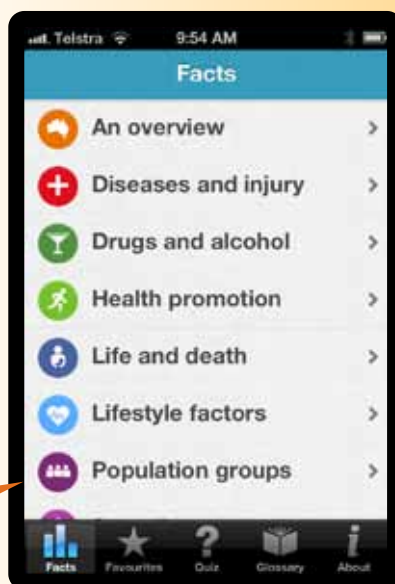 Telstra 9:54 AM
Facts
An overview
Diseases and injury
Drugs and alcohol
Health promotion
Life and death
Lifestyle factors
Population groups
Facts Favourites Quiz Glossary About